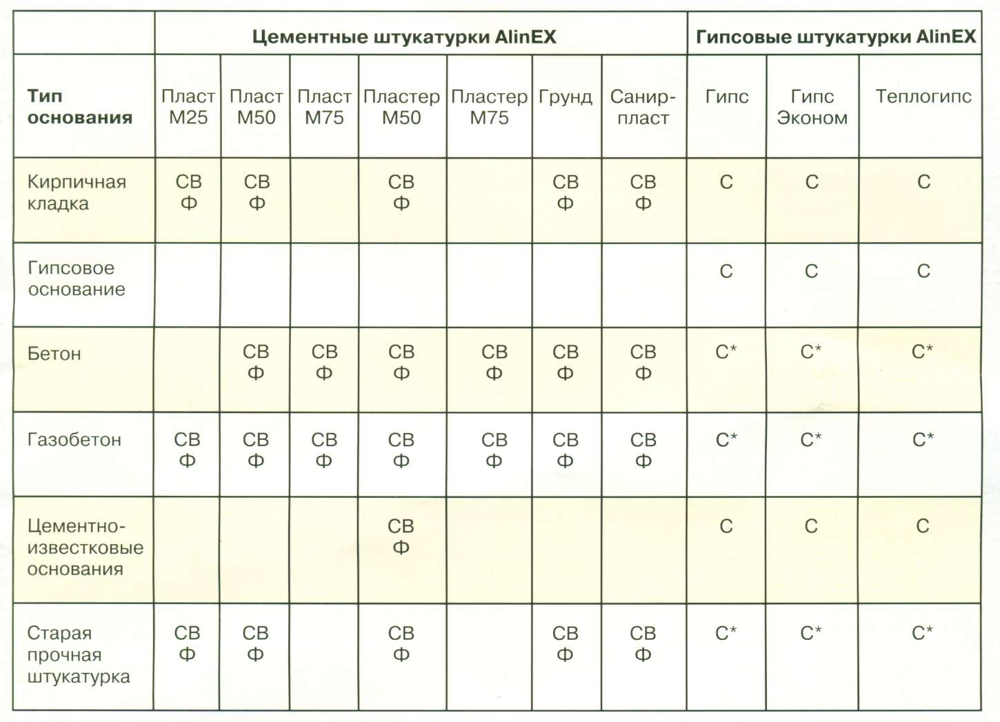 Цементные штукатурки AlinEX Гипсовые штукатурки AlinEX
Тип Пласт Пласт Пласт Пластер Пластер Грунд Санир- Гипс Гипс Теплогипс
основания М25 М50 М75 М50 М75 пласт Эконом
Кирпичная СВ СВ СВ СВ СВ С С С
кладка Ф Ф Ф Ф Ф
Гипсовое С С С
основание
Бетон СВ СВ СВ СВ СВ СВ С* С* С*
Ф Ф Ф Ф Ф Ф
Газобетон СВ СВ СВ СВ СВ СВ СВ С* С* С*
Ф Ф Ф Ф Ф Ф Ф
Цементно- СВ С С С
известковые Ф
основания
Старая СВ СВ СВ СВ СВ С* С* С*
прочная Ф Ф Ф Ф Ф
штукатурка